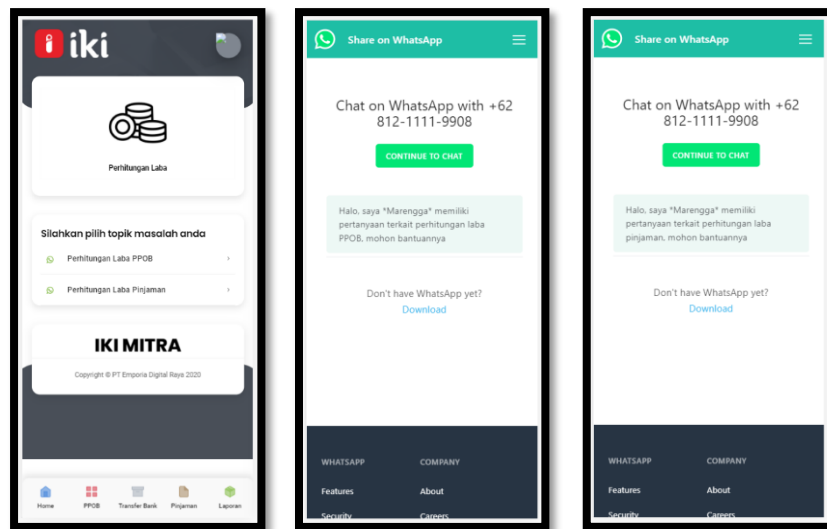 iki
Perhitungan Laba
Silahkan pilih topik masalah anda
Perhitungan Laba PPOB
Perhitungan Laba Pinjaman
IKI MITRA
Copyright © PT Emporia Digital Raya 2020
Home PPOB Transfer Bank Pinjaman Laporan
Share on WhatsApp
Chat on WhatsApp with +62
812-1111-9908
CONTINUE TO CHAT
Halo, saya *Marengga* memiliki
pertanyaan terkait perhitungan laba
PPOB, mohon bantuannya
Don't have WhatsApp yet?
Download
WHATSAPP COMPANY
Features About
Security Careers
Share on WhatsApp
Chat on WhatsApp with +62
812-1111-9908
CONTINUE TO CHAT
Halo, saya *Marengga* memiliki
pertanyaan terkait perhitungan laba
pinjaman, mohon bantuannya
Don't have WhatsApp yet?
Download
WHATSAPP COMPANY
Features About
Security Careers